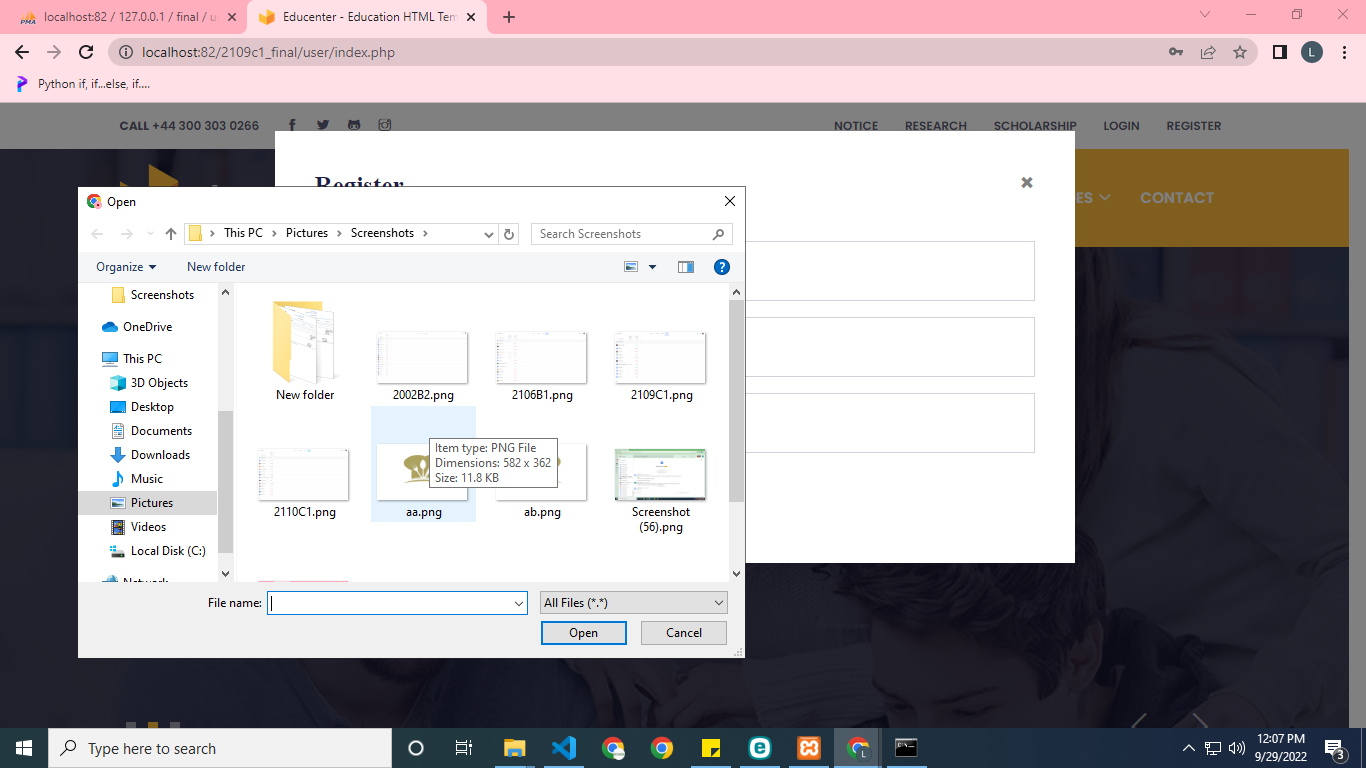 localhost:82 / 127.0.0.1 / final / u
Educenter - Education HTML Tem
localhost:82/2109c1_final/user/index.php
L
Python if, if...else, if....
CALL +44 300 303 0266
NOTICE
RESEARCH
SCHOLARSHIP
LOGIN
REGISTER
Register
ES
CONTACT
Open
This PC > Pictures > Screenshots >
Search Screenshots
Organize
New folder
Screenshots
OneDrive
This PC
3D Objects
Desktop
Documents
Downloads
Music
Pictures
Videos
Local Disk (C:)
Network
New folder
2002B2.png
2106B1.png
2109C1.png
Item type: PNG File
Dimensions: 582 x 362
Size: 11.8 KB
2110C1.png
aa.png
ab.png
Screenshot
(56).png
File name:
All Files (*.*)
Open
Cancel
Type here to search
12:07 PM
9/29/2022
3